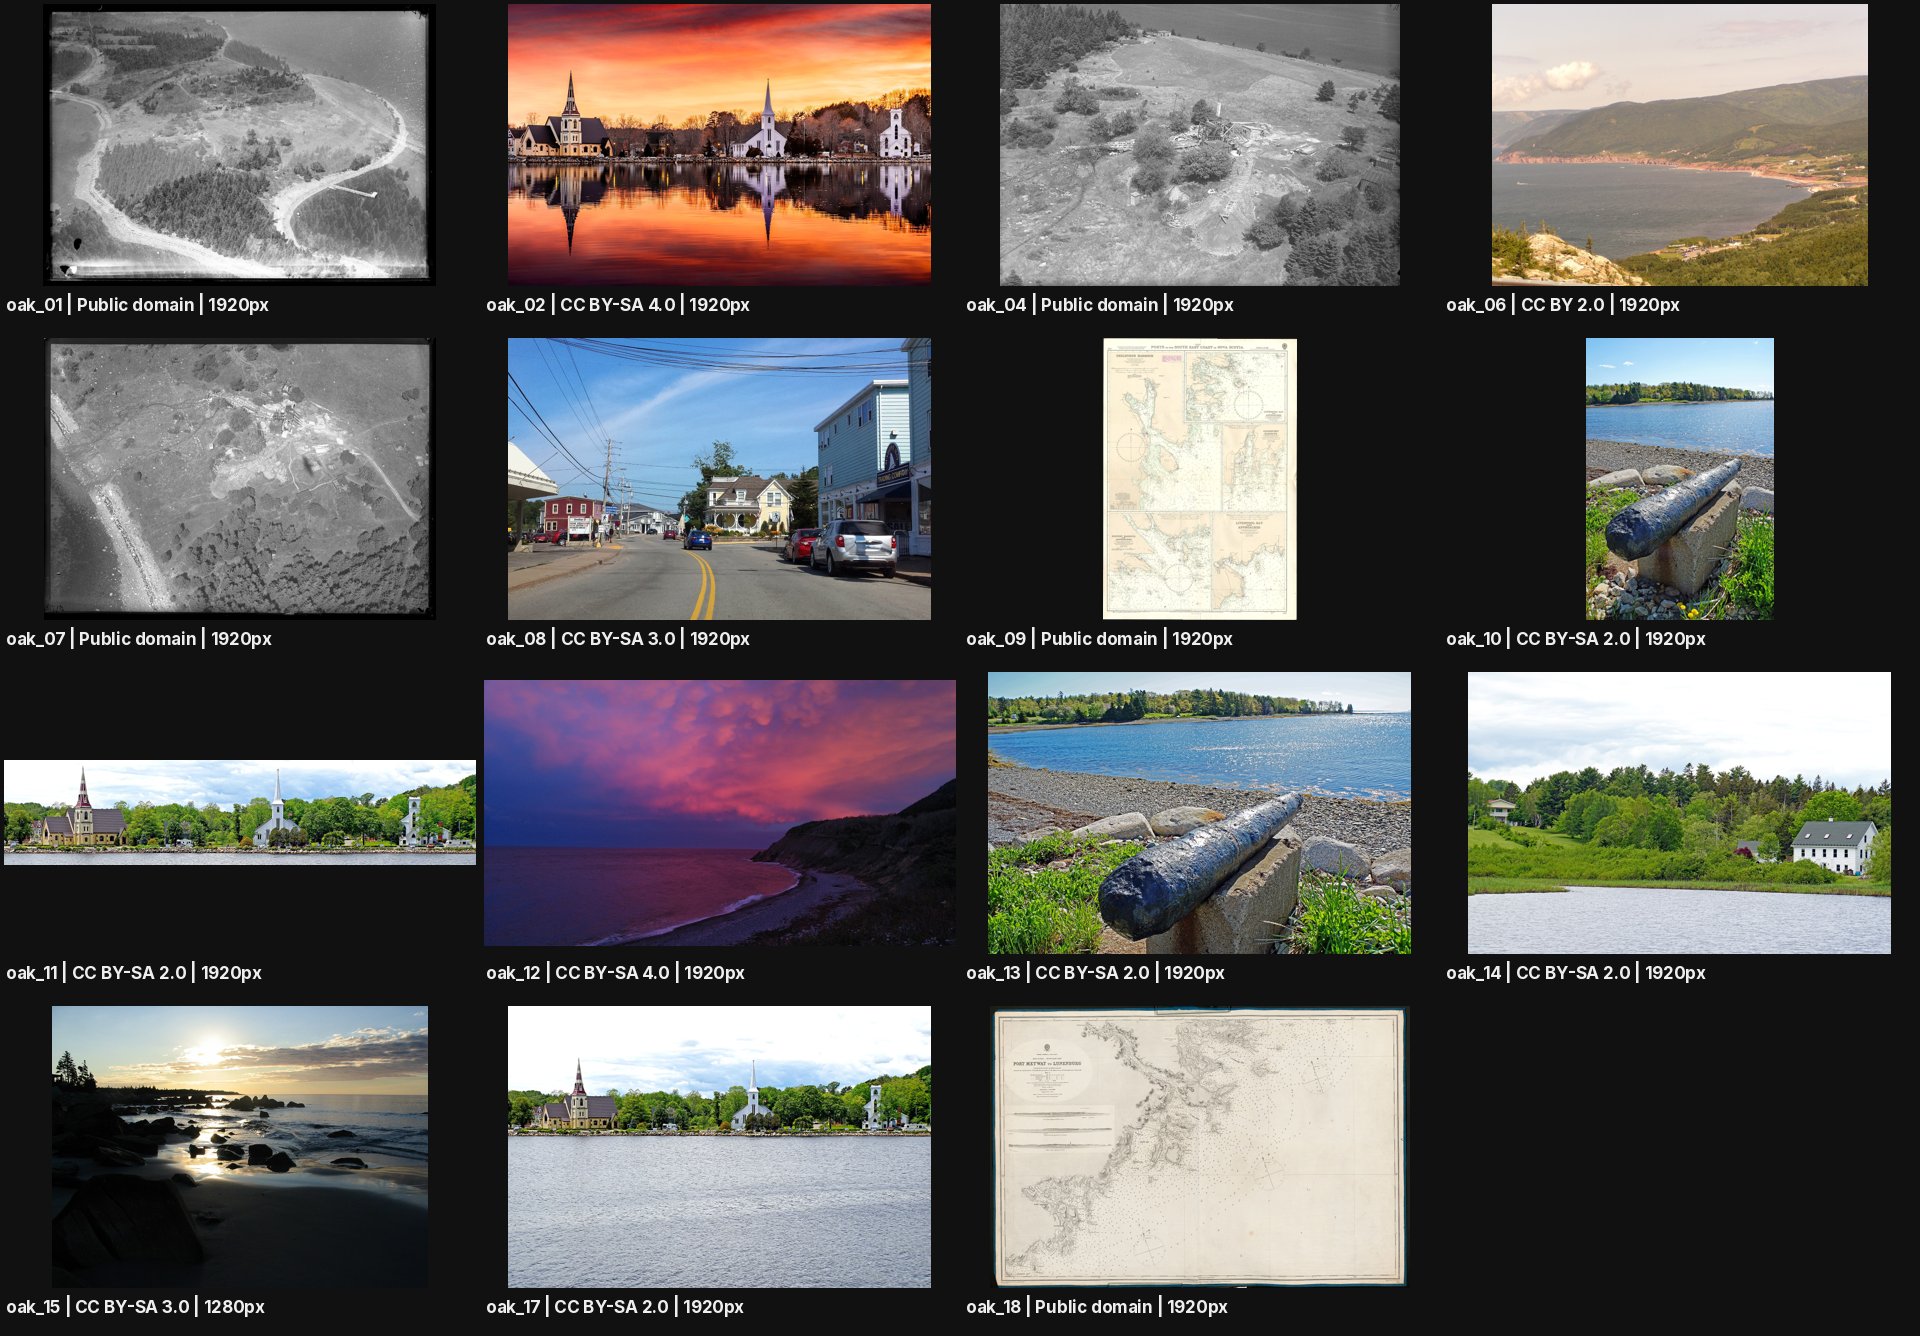 oak_01 | Public domain | 1920px
oak_02 | CC BY-SA 4.0 | 1920px
oak_04 | Public domain | 1920px
oak_06 | CC BY 2.0 | 1920px
oak_07 | Public domain | 1920px
oak_08 | CC BY-SA 3.0 | 1920px
oak_09 | Public domain | 1920px
oak_10 | CC BY-SA 2.0 | 1920px
oak_11 | CC BY-SA 2.0 | 1920px
oak_12 | CC BY-SA 4.0 | 1920px
oak_13 | CC BY-SA 2.0 | 1920px
oak_14 | CC BY-SA 2.0 | 1920px
PORT METWAY TO LUNENBURG
oak_15 | CC BY-SA 3.0 | 1280px
oak_17 | CC BY-SA 2.0 | 1920px
oak_18 | Public domain | 1920px